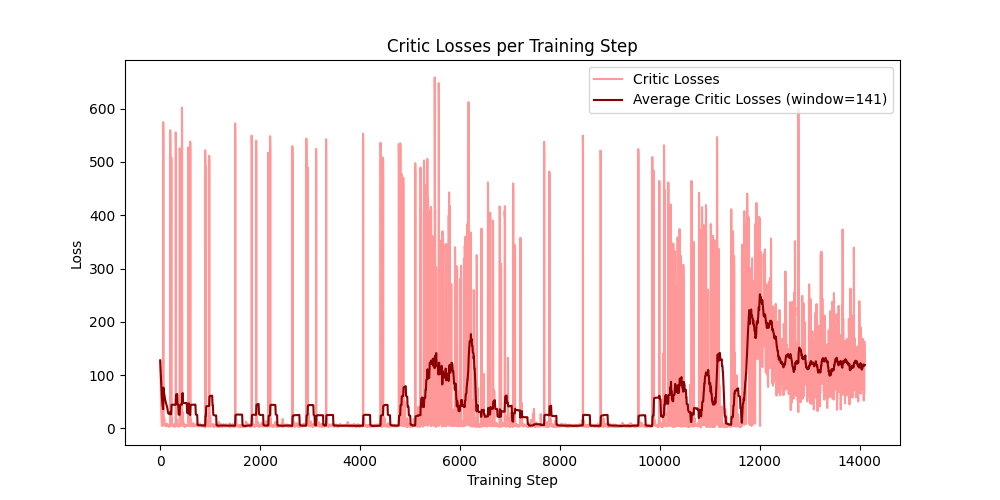 Critic Losses per Training Step
Critic Losses
Average Critic Losses (window=141)
Loss
600
500
400
300
200
100
0
0 2000 4000 6000 8000 10000 12000 14000
Training Step